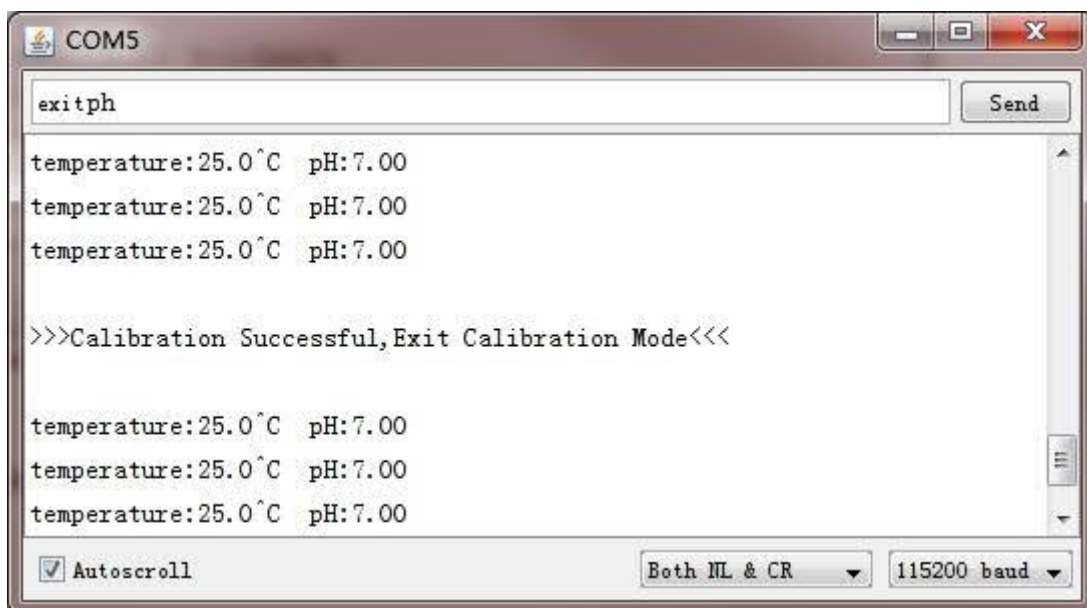 COM5
exitph Send
temperature:25.0^C pH:7.00
temperature:25.0^C pH:7.00
temperature:25.0^C pH:7.00
>>>Calibration Successful,Exit Calibration Mode<<<
temperature:25.0^C pH:7.00
temperature:25.0^C pH:7.00
temperature:25.0^C pH:7.00
Autoscroll Both NL & CR 115200 baud